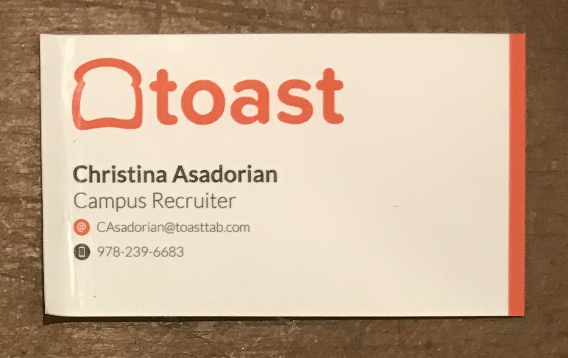 toast
Christina Asadorian
Campus Recruiter
@ CAsadorian@toasttab.com
978-239-6683